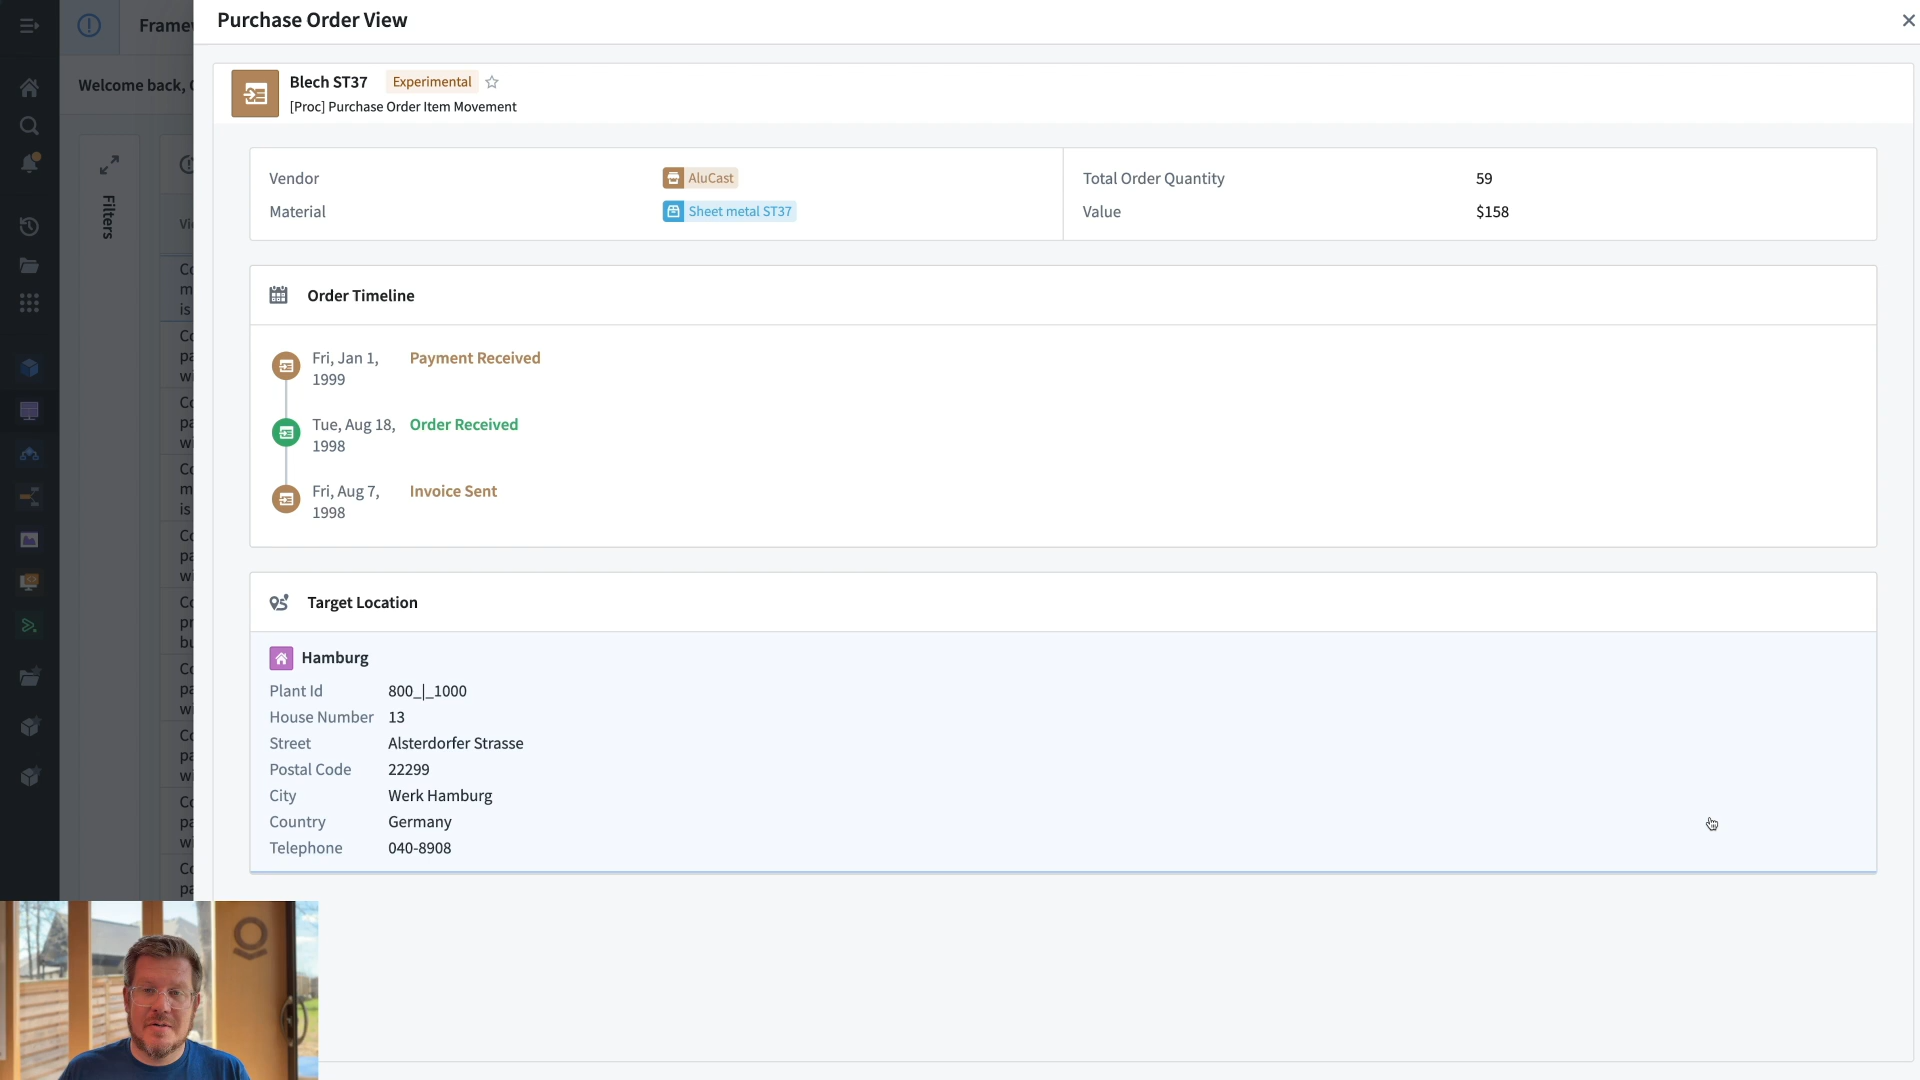 Purchase Order View
Frame
Welcome back,
Filters
Blech ST37 Experimental
[Proc] Purchase Order Item Movement
Vendor AluCast
Material Sheet metal ST37
Total Order Quantity 59
Value $158
Order Timeline
Fri, Jan 1, 1999 Payment Received
Tue, Aug 18, 1998 Order Received
Fri, Aug 7, 1998 Invoice Sent
Target Location
Hamburg
Plant Id 800_|_1000
House Number 13
Street Alsterdorfer Strasse
Postal Code 22299
City Werk Hamburg
Country Germany
Telephone 040-8908